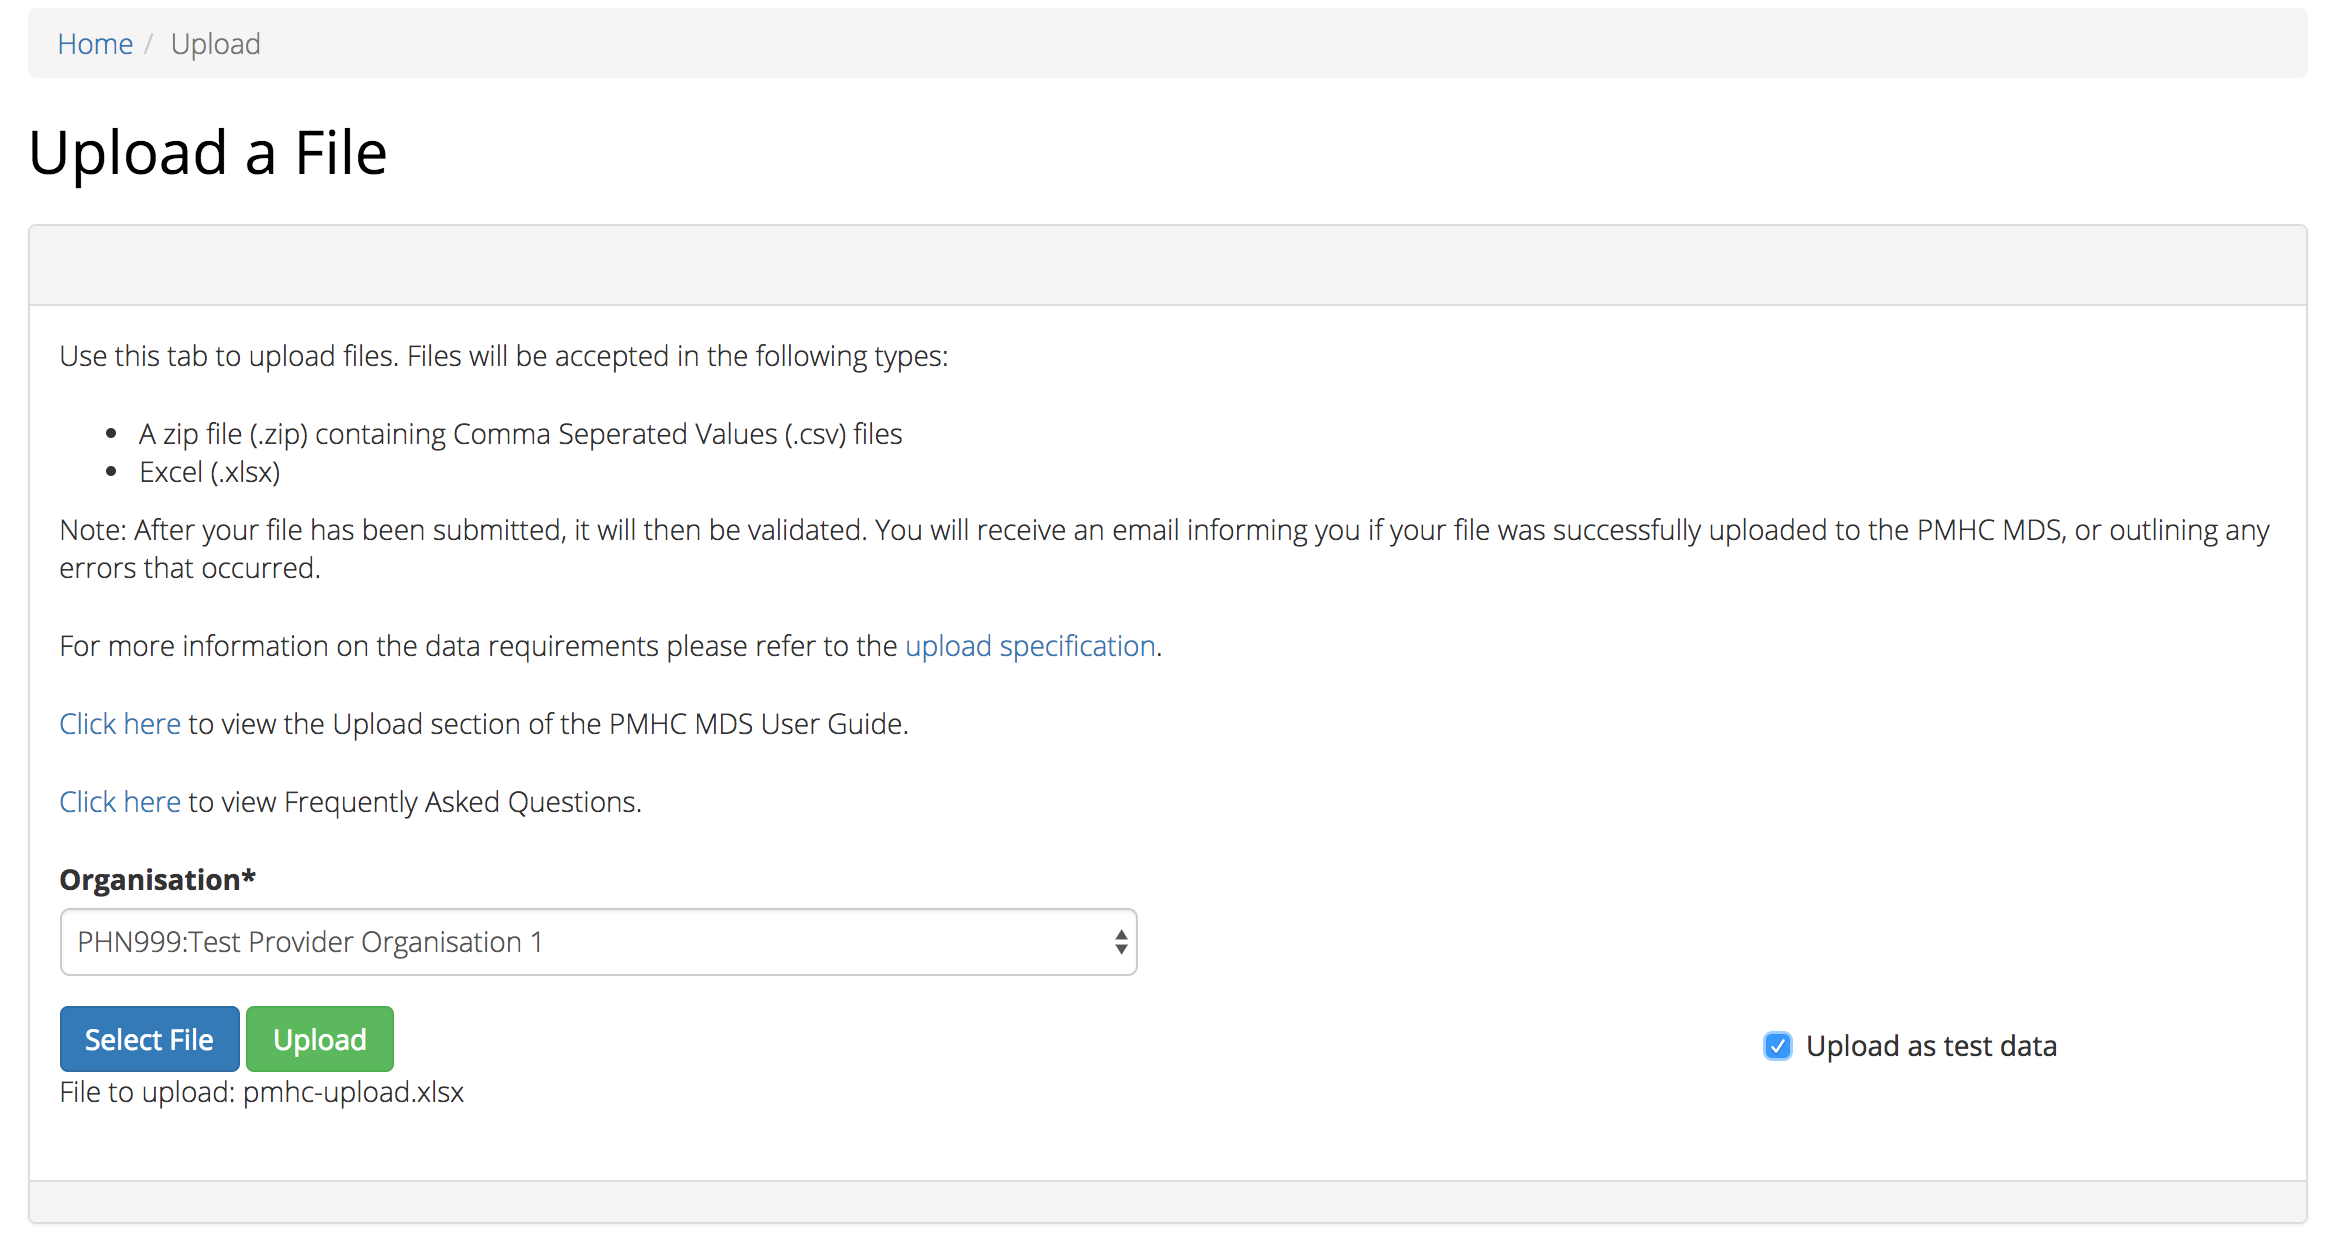 Home / Upload
Upload a File
Use this tab to upload files. Files will be accepted in the following types:
• A zip file (.zip) containing Comma Seperated Values (.csv) files
• Excel (.xlsx)
Note: After your file has been submitted, it will then be validated. You will receive an email informing you if your file was successfully uploaded to the PMHC MDS, or outlining any
errors that occurred.
For more information on the data requirements please refer to the upload specification.
Click here to view the Upload section of the PMHC MDS User Guide.
Click here to view Frequently Asked Questions.
Organisation*
PHN999:Test Provider Organisation 1
Select File Upload Upload as test data
File to upload: pmhc-upload.xlsx